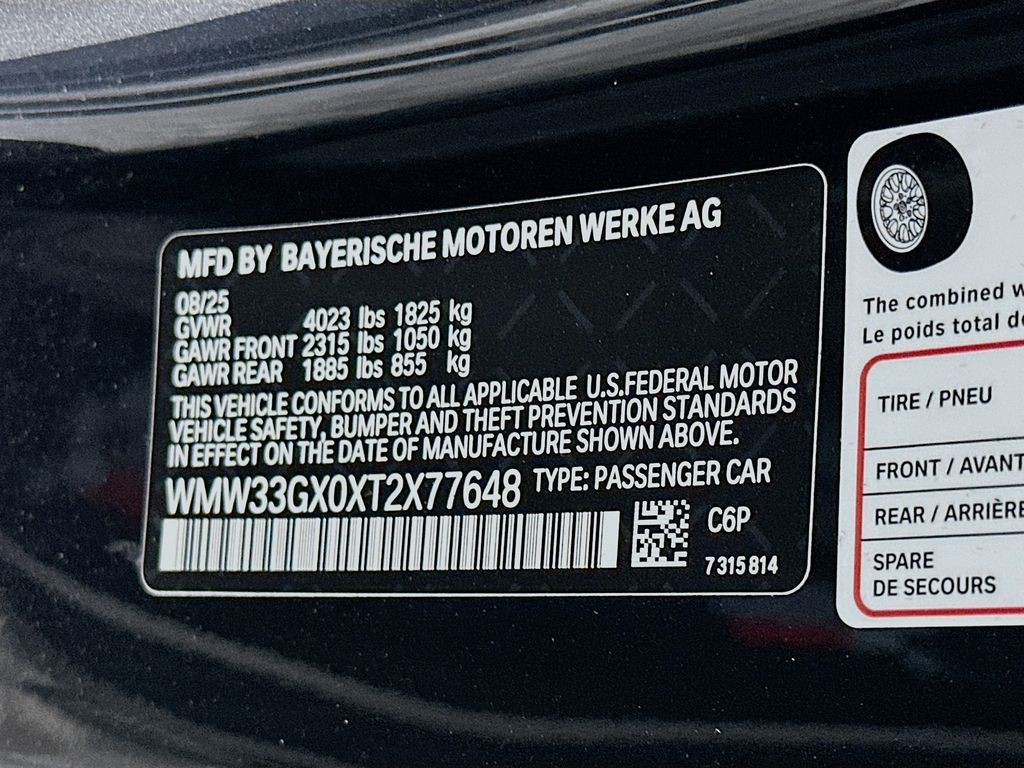 MFD BY BAYERISCHE MOTOREN WERKE AG
08/25
GVWR 4023 lbs 1825 kg
GAWR FRONT 2315 lbs 1050 kg
GAWR REAR 1885 lbs 855 kg
THIS VEHICLE CONFORMS TO ALL APPLICABLE U.S.FEDERAL MOTOR
VEHICLE SAFETY, BUMPER AND THEFT PREVENTION STANDARDS
IN EFFECT ON THE DATE OF MANUFACTURE SHOWN ABOVE.
WMW33GX0XT2X77648 TYPE: PASSENGER CAR
C6P
7315814
The combined
Le poids total
TIRE / PNEU
FRONT / AVANT
REAR / ARRIÈRE
SPARE
DE SECOURS